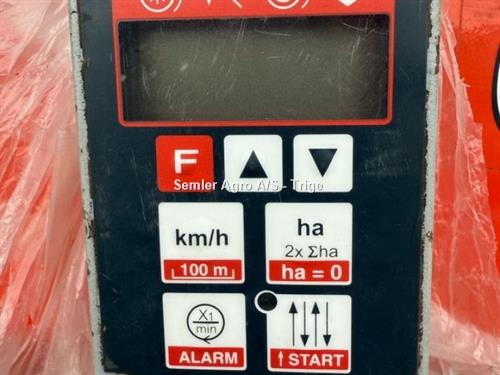 F
Semler Agro A/S - Trige
km/h
100 m
ha
2x Σha
ha = 0
X1
min
ALARM
START